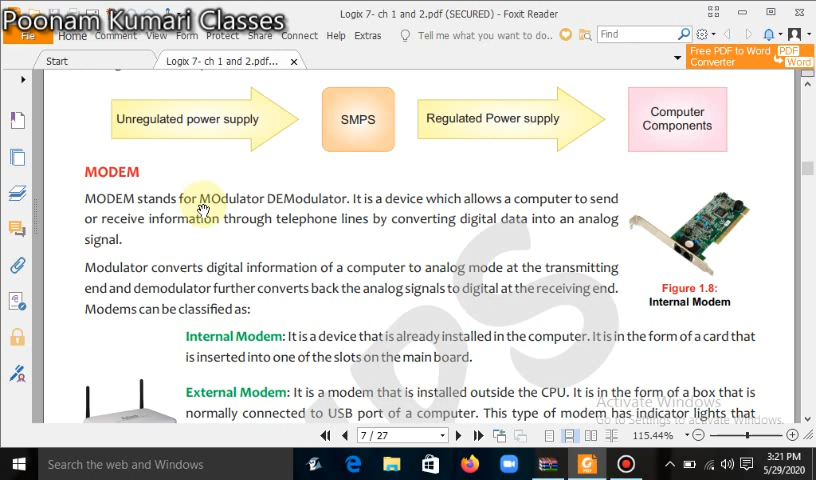 Poonam Kumari Classes
Logix 7- ch 1 and 2.pdf (SECURED) - Foxit Reader
File Home Comment View Form Protect Share Connect Help Extras Tell me what you want to do.. Find
Start Logix 7- ch 1 and 2.pdf... Free PDF to Word Converter PDF Word
Unregulated power supply SMPS Regulated Power supply Computer Components
MODEM
MODEM stands for MOdulator DEModulator. It is a device which allows a computer to send
or receive information through telephone lines by converting digital data into an analog
signal.
Modulator converts digital information of a computer to analog mode at the transmitting
end and demodulator further converts back the analog signals to digital at the receiving end.
Modems can be classified as:
Figure 1.8:
Internal Modem
Internal Modem: It is a device that is already installed in the computer. It is in the form of a card that
is inserted into one of the slots on the main board.
External Modem: It is a modem that is installed outside the CPU. It is in the form of a box that is
normally connected to USB port of a computer. This type of modem has indicator lights that
Activate Windows
Go to Settings to activate Windows.
7 / 27 115.44%
Search the web and Windows
3:21 PM
5/29/2020